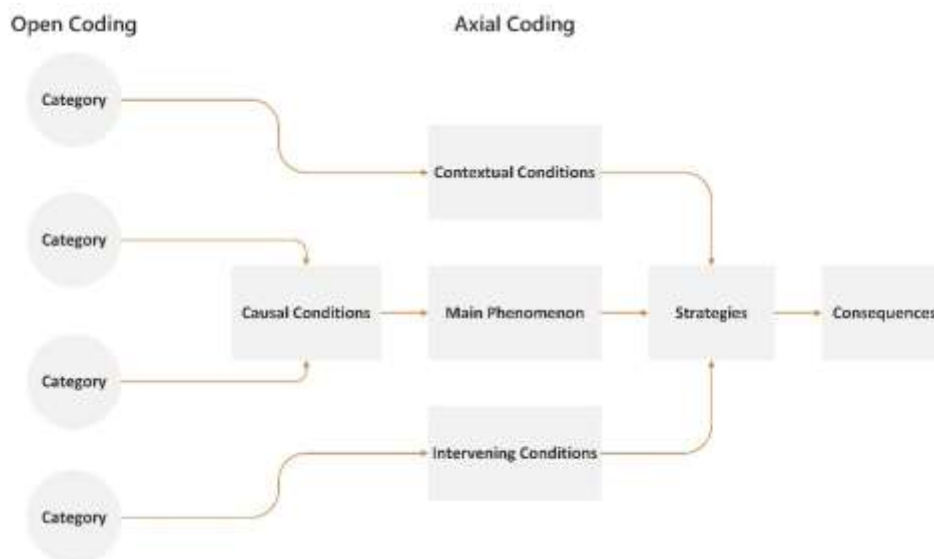 Open Coding
Axial Coding
Category
Contextual Conditions
Category
Causal Conditions
Main Phenomenon
Strategies
Consequences
Category
Intervening Conditions
Category